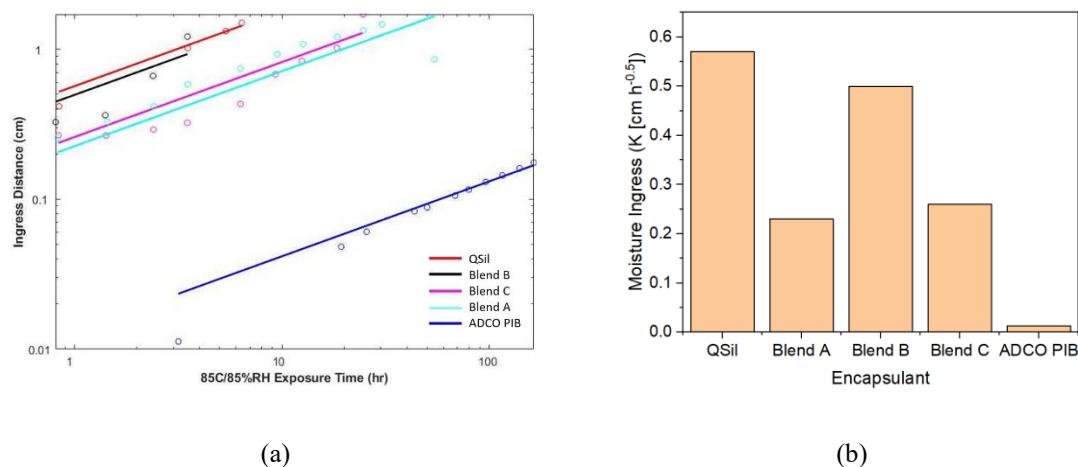 1
0.1
0.01
Ingress Distance (cm)
QSil
Blend B
Blend C
Blend A
ADCO PIB
1 10 100
85C/85%RH Exposure Time (hr)
(a)
0.6
0.5
0.4
0.3
0.2
0.1
0.0
Moisture Ingress (K [cm h-0.5])
QSil Blend A Blend B Blend C ADCO PIB
Encapsulant
(b)